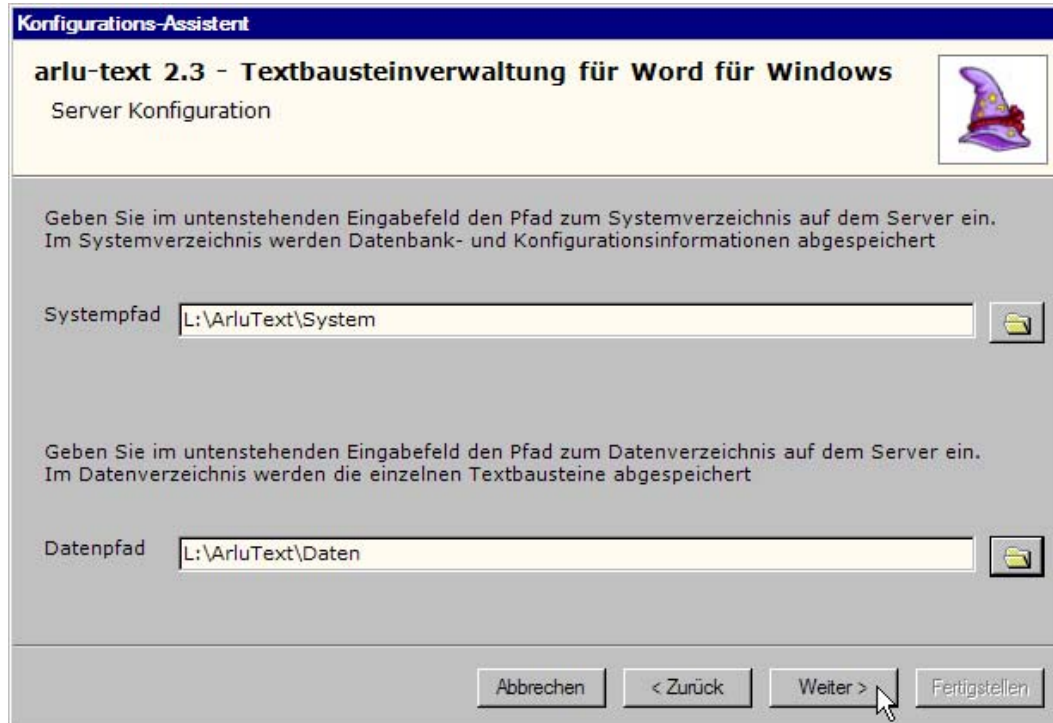 Konfigurations-Assistent
arlu-text 2.3 - Textbausteinverwaltung für Word für Windows
Server Konfiguration
Geben Sie im untenstehenden Eingabefeld den Pfad zum Systemverzeichnis auf dem Server ein.
Im Systemverzeichnis werden Datenbank- und Konfigurationsinformationen abgespeichert
Systempfad L:\ArluText\System
Geben Sie im untenstehenden Eingabefeld den Pfad zum Datenverzeichnis auf dem Server ein.
Im Datenverzeichnis werden die einzelnen Textbausteine abgespeichert
Datenpfad L:\ArluText\Daten
Abbrechen < Zurück Weiter > Fertigstellen